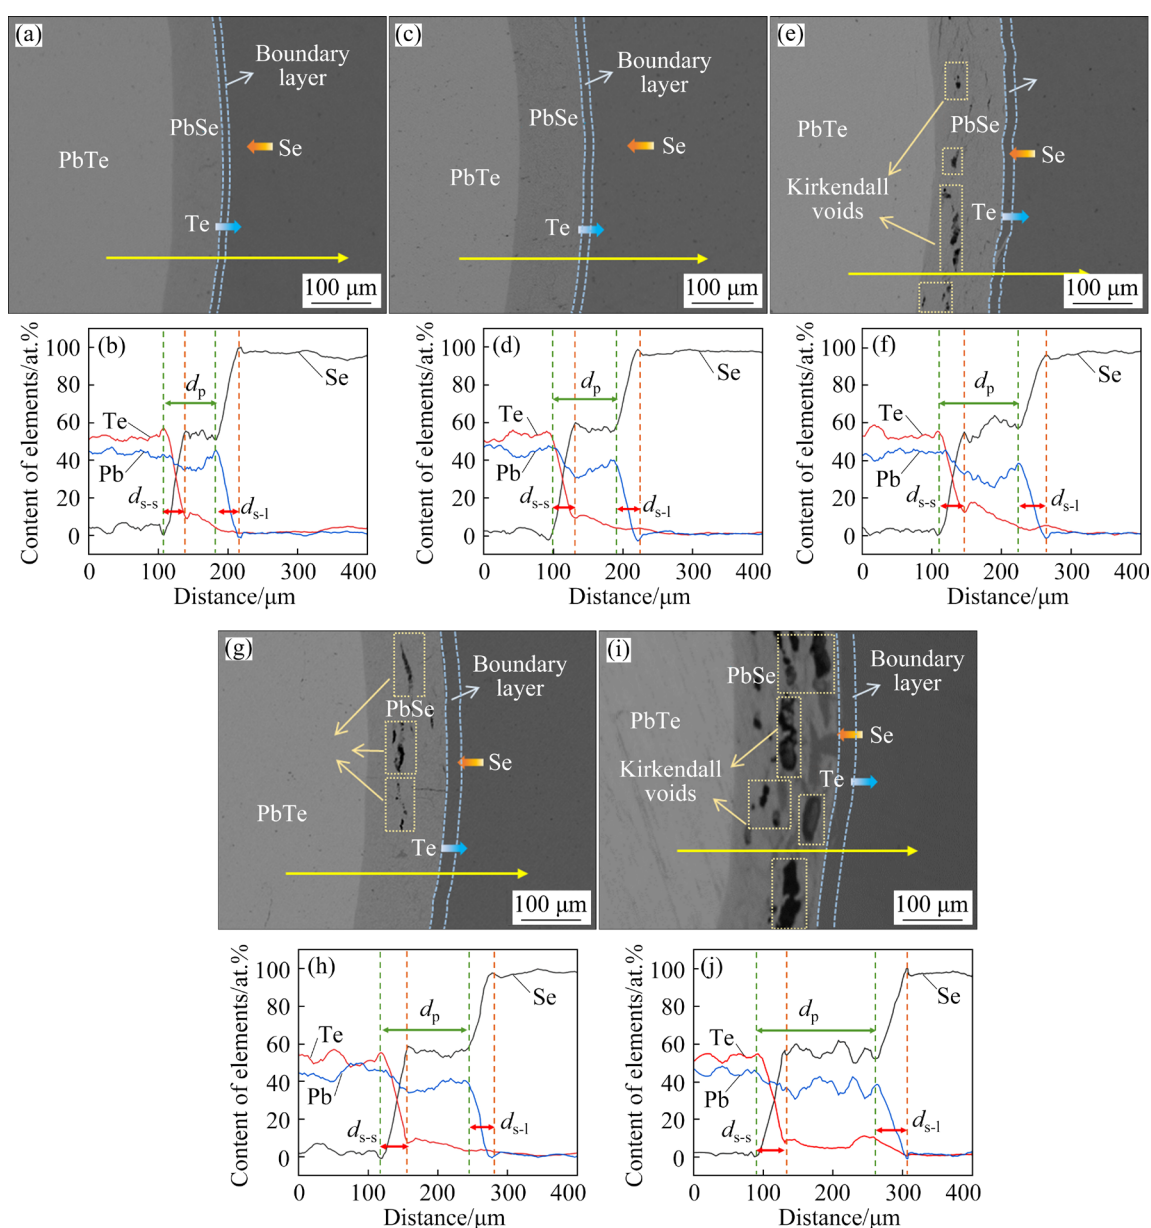 (a)
Boundary
layer
PbSe
PbTe
Se
Te
100 μm
(c)
Boundary
layer
PbSe
PbTe
Se
Te
100 μm
(e)
PbTe
PbSe
Se
Kirkendall
voids
Te
100 μm
(b)
Content of elements/at.%
100
80
60
40
20
0
Te
Pb
Se
dp
ds-s
ds-l
0
100
200
300
400
Distance/μm
(d)
Content of elements/at.%
100
80
60
40
20
0
Te
Pb
Se
dp
ds-s
ds-l
0
100
200
300
400
Distance/μm
(f)
Content of elements/at.%
100
80
60
40
20
0
Te
Pb
Se
dp
ds-s
ds-l
0
100
200
300
400
Distance/μm
(g)
Boundary
layer
PbSe
Se
PbTe
Te
100 μm
(i)
PbSe
Boundary
layer
PbTe
Se
Kirkendall
voids
Te
100 μm
(h)
Content of elements/at.%
100
80
60
40
20
0
Te
Pb
Se
dp
ds-s
ds-l
0
100
200
300
400
Distance/μm
(j)
Content of elements/at.%
100
80
60
40
20
0
Te
Pb
Se
dp
ds-s
ds-l
0
100
200
300
400
Distance/μm